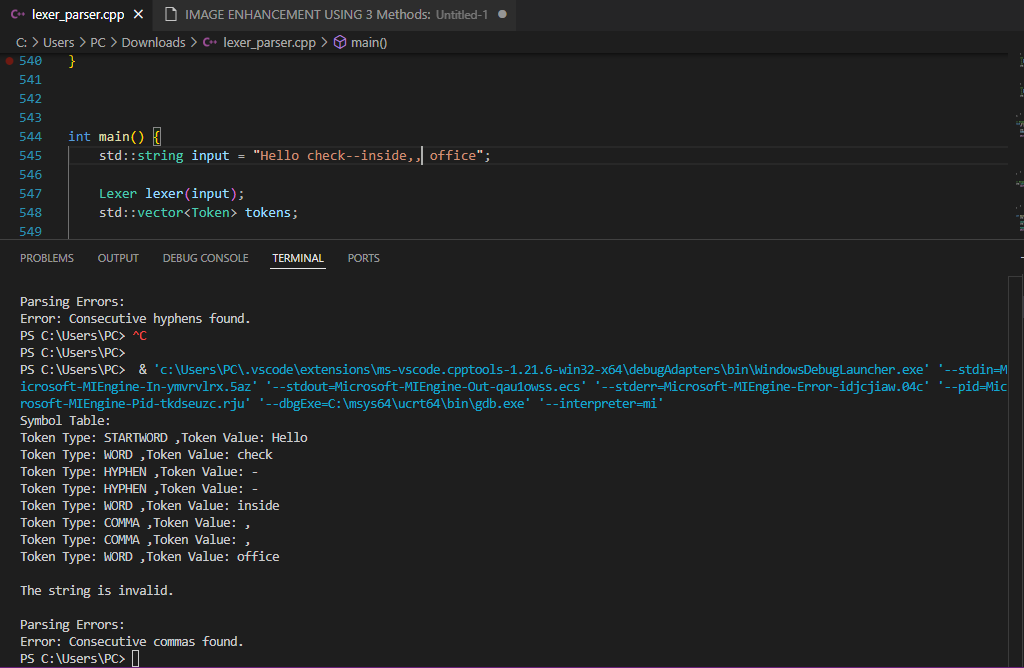 lexer_parser.cpp IMAGE ENHANCEMENT USING 3 Methods: Untitled-1
C: > Users > PC > Downloads > lexer_parser.cpp > main()
540 }
541
542
543
544 int main() {
545 std::string input = "Hello check--inside,, office";
546
547 Lexer lexer(input);
548 std::vector<Token> tokens;
549
PROBLEMS OUTPUT DEBUG CONSOLE TERMINAL PORTS
Parsing Errors:
Error: Consecutive hyphens found.
PS C:\Users\PC> ^C
PS C:\Users\PC>
PS C:\Users\PC> & 'c:\Users\PC\.vscode\extensions\ms-vscode.cpptools-1.21.6-win32-x64\debugAdapters\bin\WindowsDebugLauncher.exe' '--stdin=M
icrosoft-MIEngine-In-ymvrvlrx.5az' '--stdout=Microsoft-MIEngine-Out-qau1owss.ecs' '--stderr=Microsoft-MIEngine-Error-idjcjiaw.04c' '--pid=Mic
rosoft-MIEngine-Pid-tkdseuzc.rju' '--dbgExe=C:\msys64\ucrt64\bin\gdb.exe' '--interpreter=mi'
Symbol Table:
Token Type: STARTWORD ,Token Value: Hello
Token Type: WORD ,Token Value: check
Token Type: HYPHEN ,Token Value: -
Token Type: HYPHEN ,Token Value: -
Token Type: WORD ,Token Value: inside
Token Type: COMMA ,Token Value: ,
Token Type: COMMA ,Token Value: ,
Token Type: WORD ,Token Value: office
The string is invalid.
Parsing Errors:
Error: Consecutive commas found.
PS C:\Users\PC>